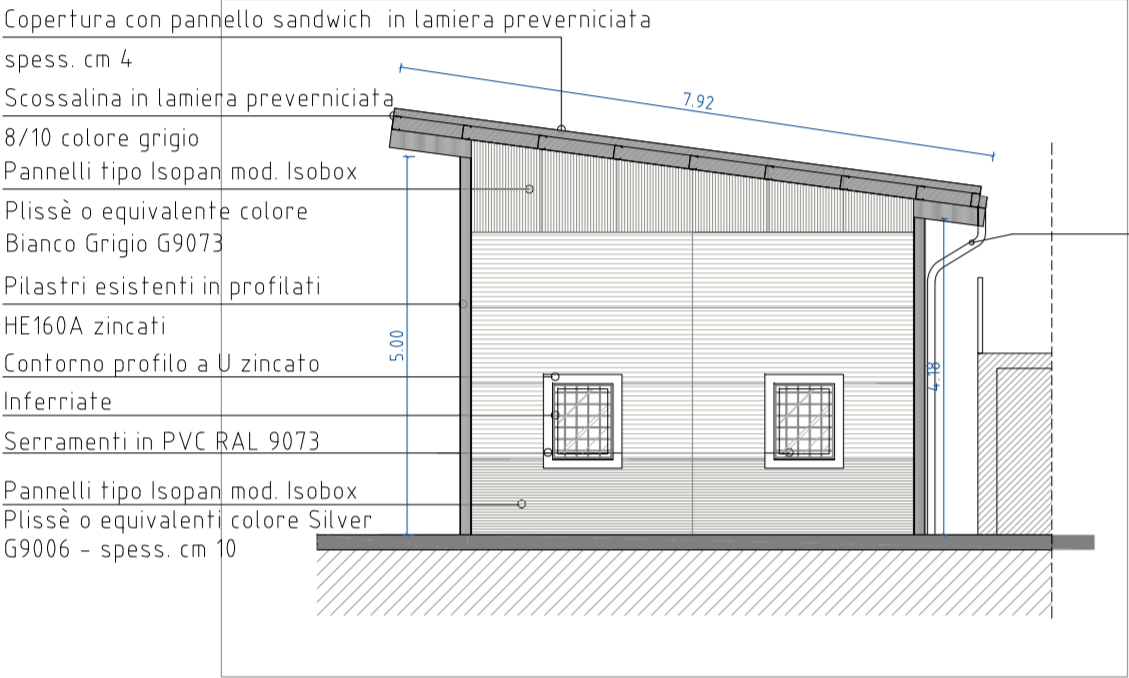 Copertura con pannello sandwich in lamiera preverniciata
spess. cm 4
Scossalina in lamiera preverniciata
8/10 colore grigio
Pannelli tipo Isopan mod. Isobox
Plissè o equivalente colore
Bianco Grigio G9073
Pilastri esistenti in profilati
HE160A zincati
Contorno profilo a U zincato
Inferriate
Serramenti in PVC RAL 9073
Pannelli tipo Isopan mod. Isobox
Plissè o equivalenti colore Silver
G9006 - spess. cm 10
7.92
5.00
4.18